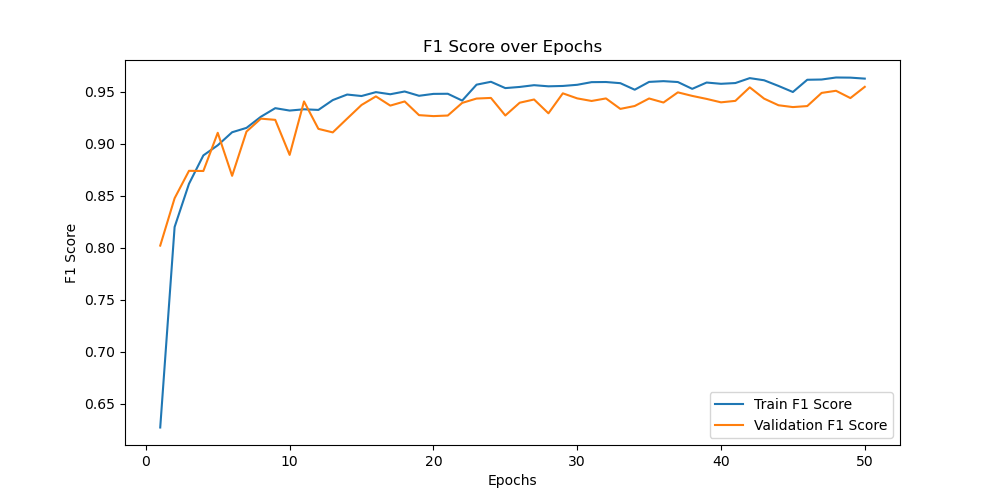 F1 Score over Epochs
F1 Score
0.95
0.90
0.85
0.80
0.75
0.70
0.65
Train F1 Score
Validation F1 Score
0 10 20 30 40 50
Epochs